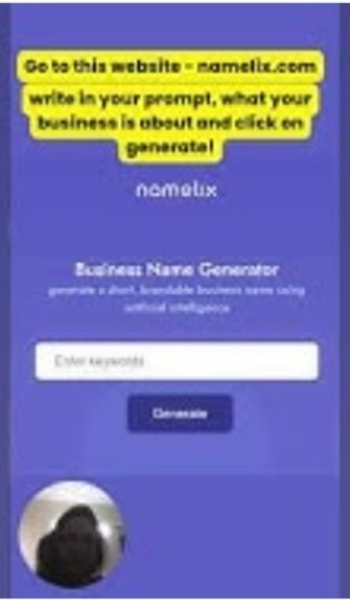 Go to this website - namelix.com
write in your prompt, what your
business is about and click on
generate!
namelix
Business Name Generator
generate a short, brandable business name using
artificial intelligence
Enter keywords
Generate